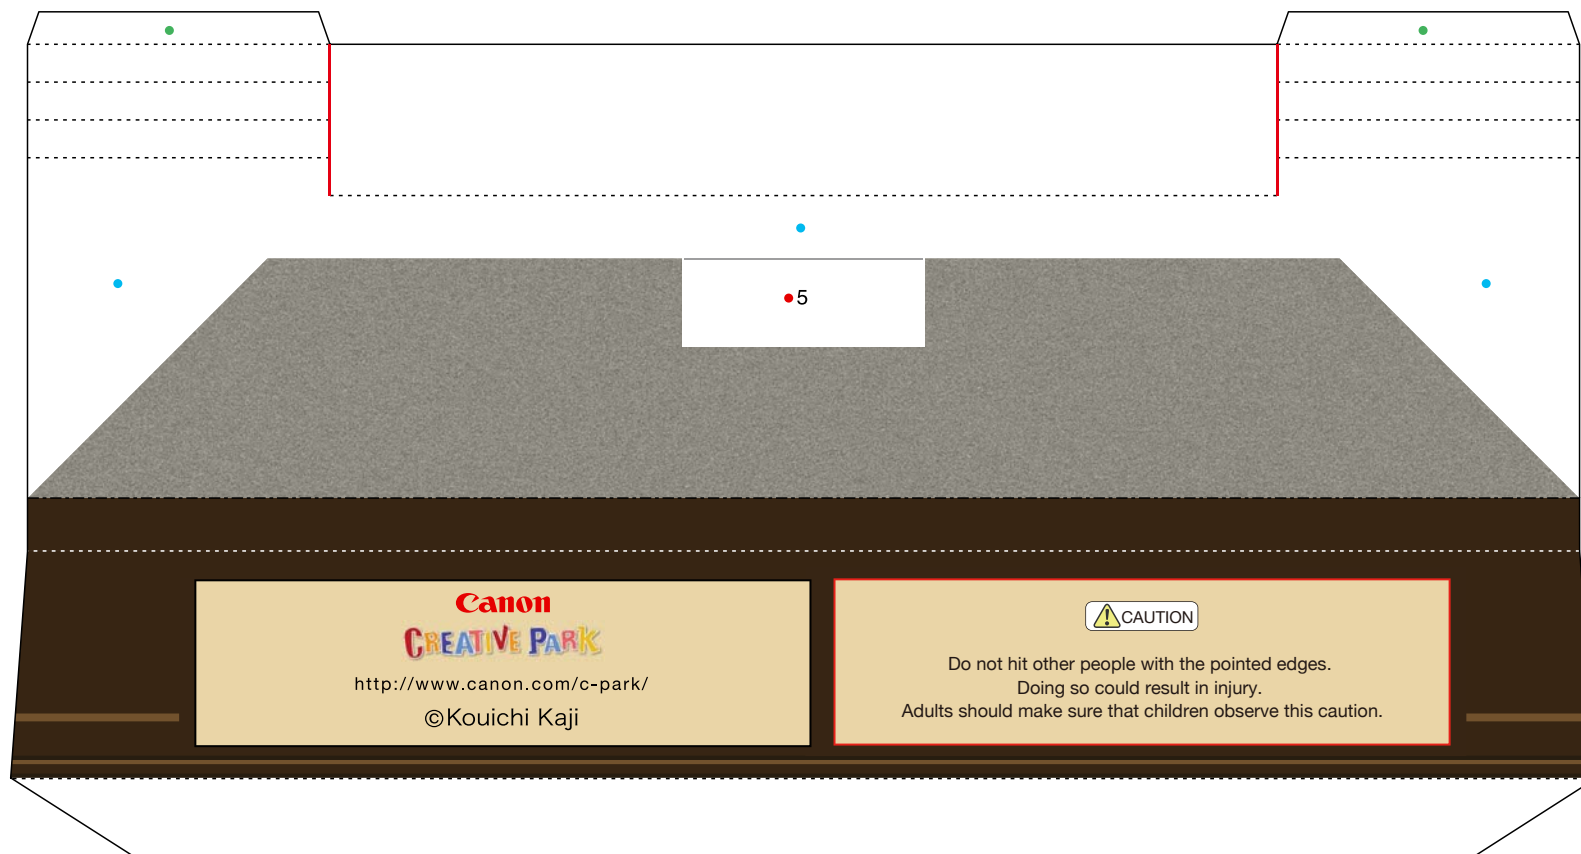 5
Canon
CREATIVE PARK
http://www.canon.com/c-park/
©Kouichi Kaji
CAUTION
Do not hit other people with the pointed edges.
Doing so could result in injury.
Adults should make sure that children observe this caution.